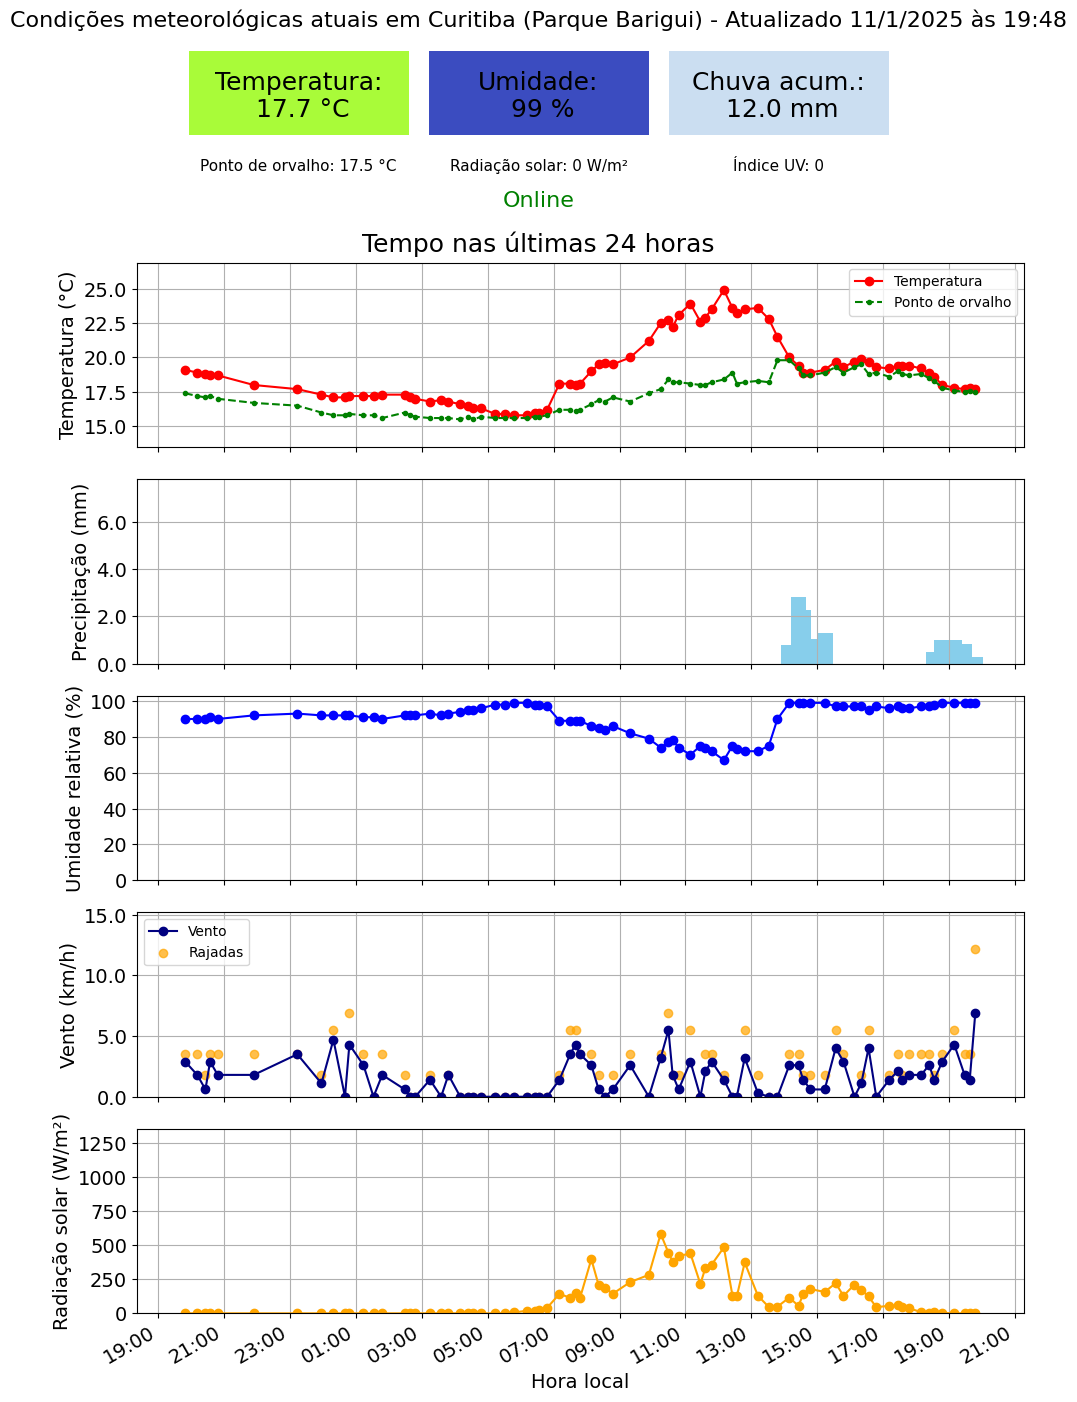 Condições meteorológicas atuais em Curitiba (Parque Barigui) - Atualizado 11/1/2025 às 19:48
Temperatura:
17.7 °C
Umidade:
99 %
Chuva acum.:
12.0 mm
Ponto de orvalho: 17.5 °C
Radiação solar: 0 W/m²
Índice UV: 0
Online
Tempo nas últimas 24 horas
Temperatura (°C)
25.0
22.5
20.0
17.5
15.0
Temperatura
Ponto de orvalho
Precipitação (mm)
6.0
4.0
2.0
0.0
Umidade relativa (%)
100
80
60
40
20
0
Vento (km/h)
15.0
10.0
5.0
0.0
Vento
Rajadas
Radiação solar (W/m²)
1250
1000
750
500
250
0
19:00
21:00
23:00
01:00
03:00
05:00
07:00
09:00
11:00
13:00
15:00
17:00
19:00
21:00
Hora local